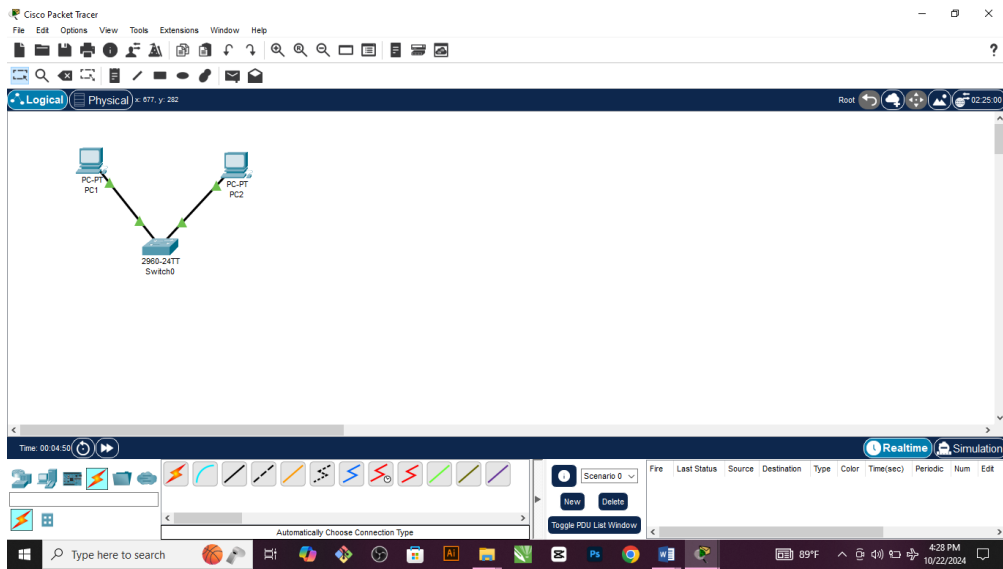 Cisco Packet Tracer
File Edit Options View Tools Extensions Window Help
?
Logical Physical x: 677, y: 282 Root 02:25:00
PC-PT
PC1
PC-PT
PC2
2960-24TT
Switch0
Time: 00:04:50 Realtime Simulation
Scenario 0
Fire Last Status Source Destination Type Color Time(sec) Periodic Num Edit
New Delete
Toggle PDU List Window
Automatically Choose Connection Type
Type here to search
Ai
Ps
89°F
4:28 PM
10/22/2024